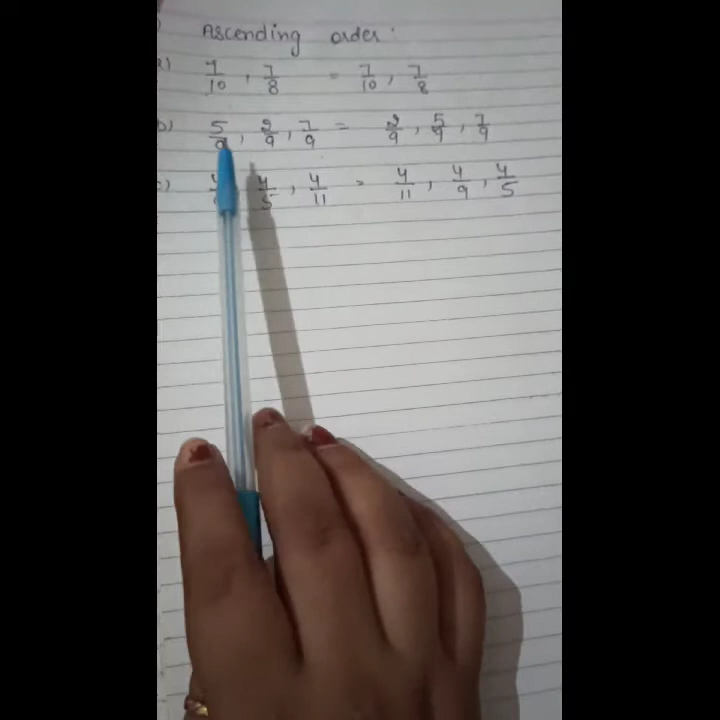 Ascending order:
a) 7/10, 7/8 = 7/10, 7/8
b) 5/9, 2/9, 7/9 = 2/9, 5/9, 7/9
c) 4/5, 4/11 = 4/11, 4/9, 4/5